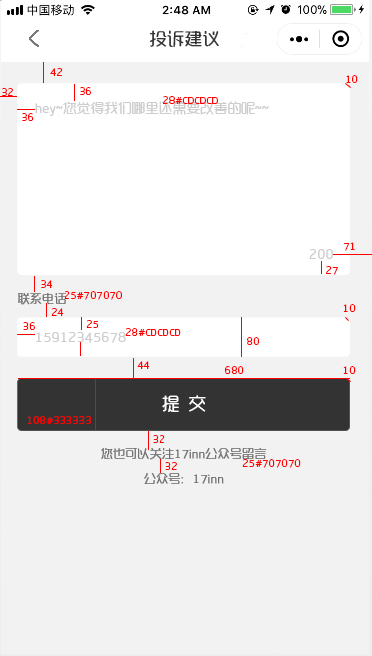 中国移动 2:48 AM 100%
投诉建议
42
32 36 28#CDCDCD 10
36 hey~您觉得我们哪里还需要改善的呢~~
200 71
27
34
联系电话 25#707070
24 10
36 25 28#CDCDCD
15912345678 80
44 680 10
提 交
108#333333
32
您也可以关注17inn公众号留言
32 25#707070
公众号：17inn